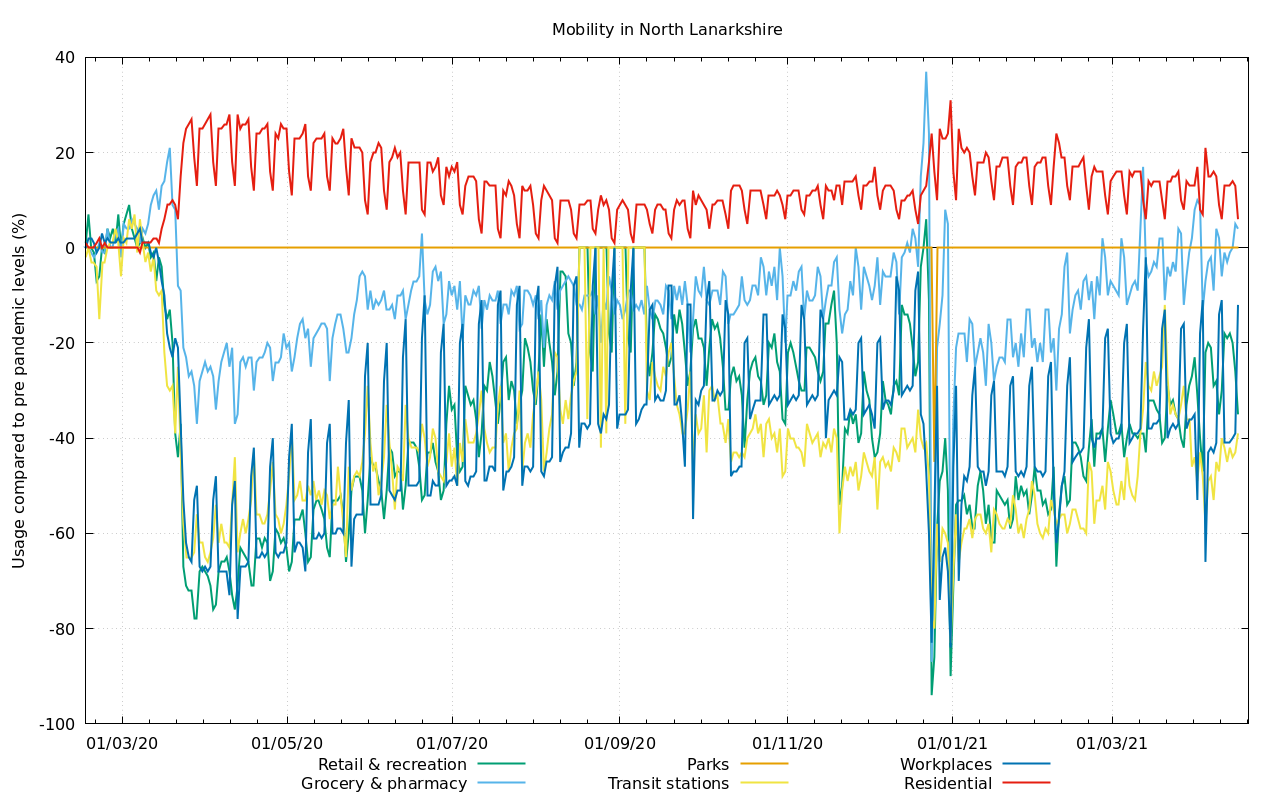 Mobility in North Lanarkshire
Usage compared to pre pandemic levels (%)
40
20
0
-20
-40
-60
-80
-100
01/03/20 01/05/20 01/07/20 01/09/20 01/11/20 01/01/21 01/03/21
Retail & recreation Parks Workplaces
Grocery & pharmacy Transit stations Residential